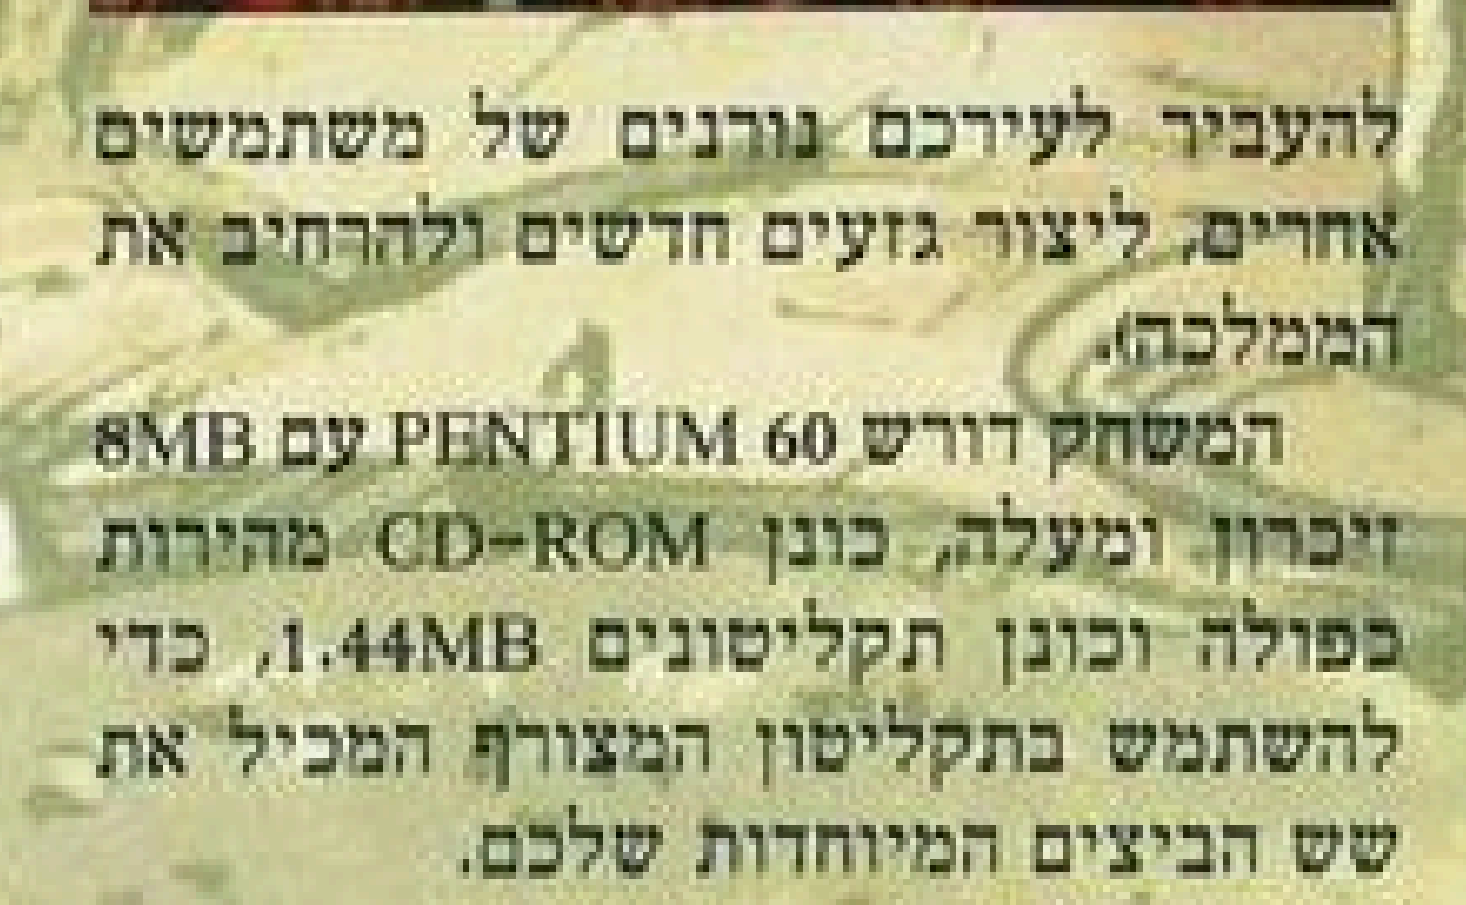 להעביר לעירכם נורנים של משתמשים
אחרים, ליצור גזעים חדשים ולהרחיב את
הממלכה).
המשחק דורש PENTIUM 60 עם 8MB
זיכרון ומעלה, כונן CD-ROM מהירות
כפולה וכונן תקליטונים 1.44MB, כדי
להשתמש בתקליטון המצורף המכיל את
שש הביצים המיוחדות שלכם.